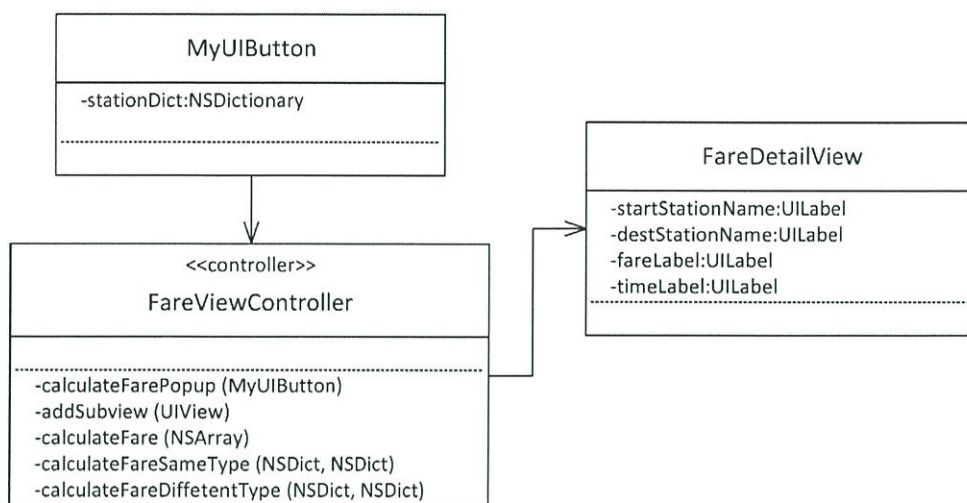 MyUIButton
-stationDict:NSDictionary
FareDetailView
-startStationName:UILabel
-destStationName:UILabel
-fareLabel:UILabel
-timeLabel:UILabel
<<controller>>
FareViewController
-calculateFarePopup (MyUIButton)
-addSubview (UIView)
-calculateFare (NSArray)
-calculateFareSameType (NSDict, NSDict)
-calculateFareDiffetentType (NSDict, NSDict)